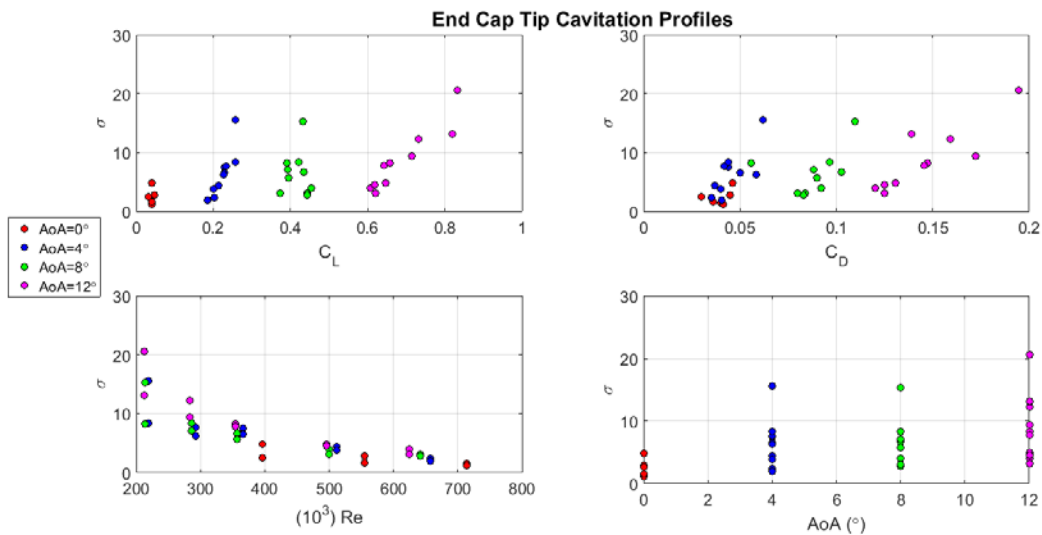 End Cap Tip Cavitation Profiles
30
20
10
0
σ
0 0.2 0.4 0.6 0.8 1
C_L
30
20
10
0
σ
0 0.05 0.1 0.15 0.2
C_D
AoA=0°
AoA=4°
AoA=8°
AoA=12°
30
20
10
0
σ
200 300 400 500 600 700 800
(10³) Re
30
20
10
0
σ
0 2 4 6 8 10 12
AoA (°)